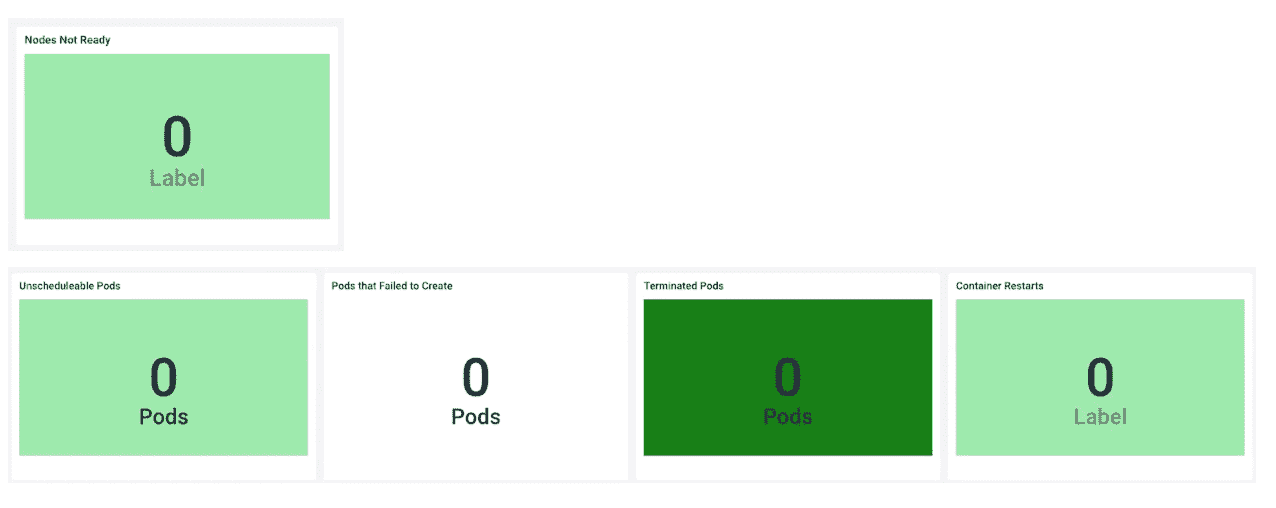 Nodes Not Ready
0
Label
Unscheduleable Pods
0
Pods
Pods that Failed to Create
0
Pods
Terminated Pods
0
Pods
Container Restarts
0
Label